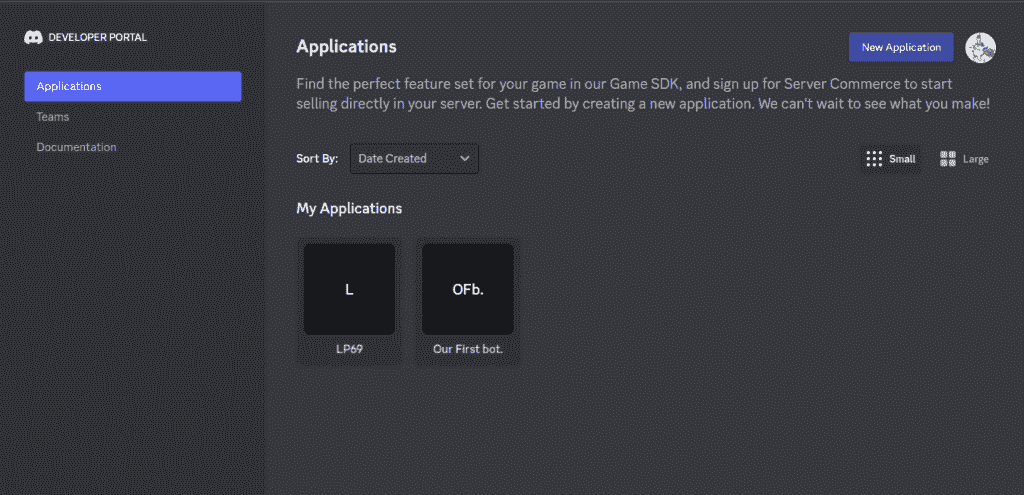 DEVELOPER PORTAL
Applications
Teams
Documentation
Applications
New Application
Find the perfect feature set for your game in our Game SDK, and sign up for Server Commerce to start
selling directly in your server. Get started by creating a new application. We can't wait to see what you make!
Sort By: Date Created
Small Large
My Applications
L OFb.
LP69 Our First bot.